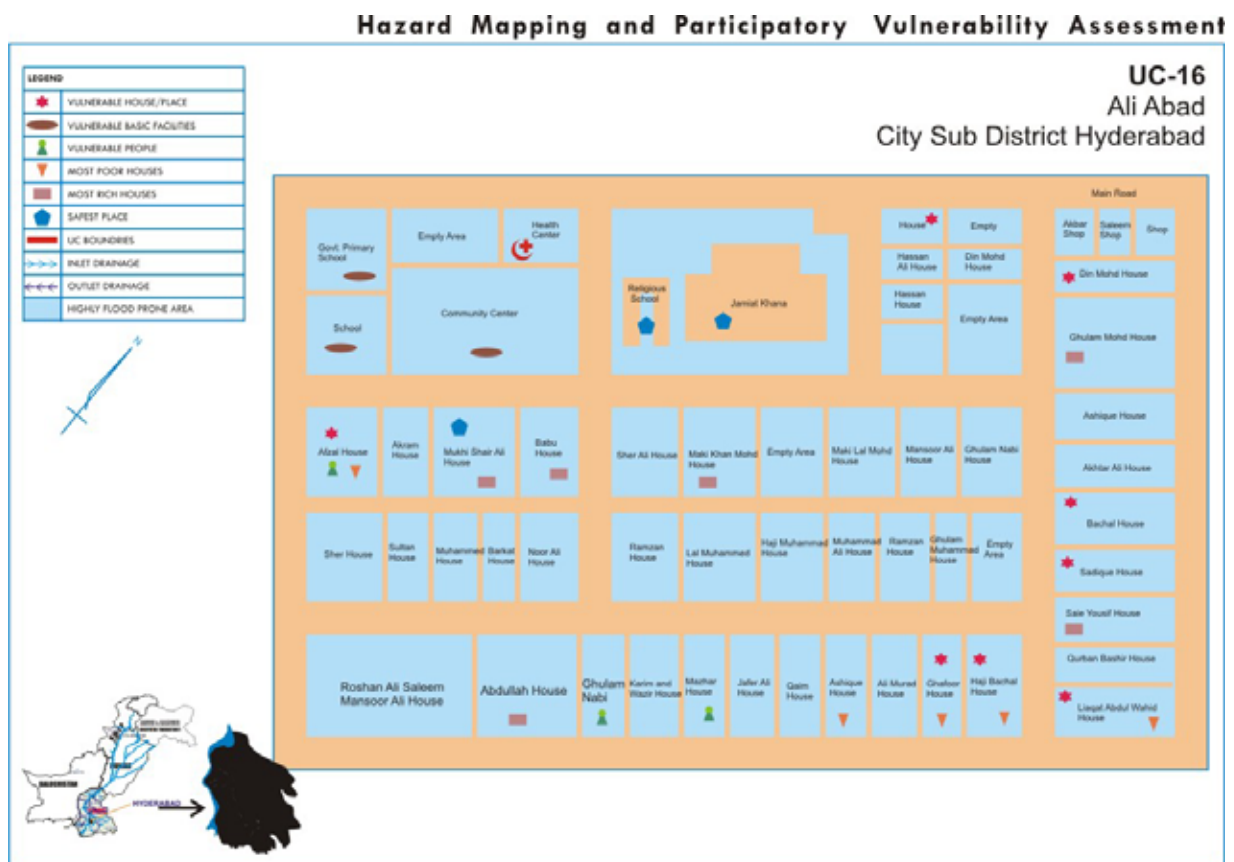 Hazard Mapping and Participatory Vulnerability Assessment
UC-16
Ali Abad
City Sub District Hyderabad
LEGEND
VULNERABLE HOUSE/PLACE
VULNERABLE BASIC FACILITIES
VULNERABLE PEOPLE
MOST POOR HOUSES
MOST RICH HOUSES
SAFEST PLACE
UC BOUNDRIES
INLET DRAINAGE
OUTLET DRAINAGE
HIGHLY FLOOD PRONE AREA
N
Main Road
Govt. Primary
School
Empty Area
Health
Center
School
Community Center
Religious
School
Jamiat Khana
House
Empty
Hassan
Ali House
Din Mohd
House
Hassan
House
Empty Area
Akbar
Shop
Saleem
Shop
Shop
Din Mohd House
Ghulam Mohd House
Ashique House
Akhtar Ali House
Bachal House
Sadique House
Saie Yousif House
Qurban Bashir House
Liaqat Abdul Wahid
House
Afzal House
Akram
House
Mukhi Shair Ali
House
Babu
House
Sher Ali House
Maki Khan Mohd
House
Empty Area
Maki Lal Mohd
House
Mansoor Ali
House
Ghulam Nabi
House
Sher House
Sultan
House
Muhammed
House
Barkat
House
Noor Ali
House
Ramzan
House
Lal Muhammed
House
Haji Muhammad
House
Muhammad
Ali House
Ramzan
House
Ghulam
Muhammad
House
Empty
Area
Roshan Ali Saleem
Mansoor Ali House
Abdullah House
Ghulam
Nabi
Karim and
Wazir House
Mazhar
House
Jafer Ali
House
Qaim
House
Ashique
House
Ali Murad
House
Ghafoor
House
Haji Bachal
House
BALOCHISTAN
HYDERABAD